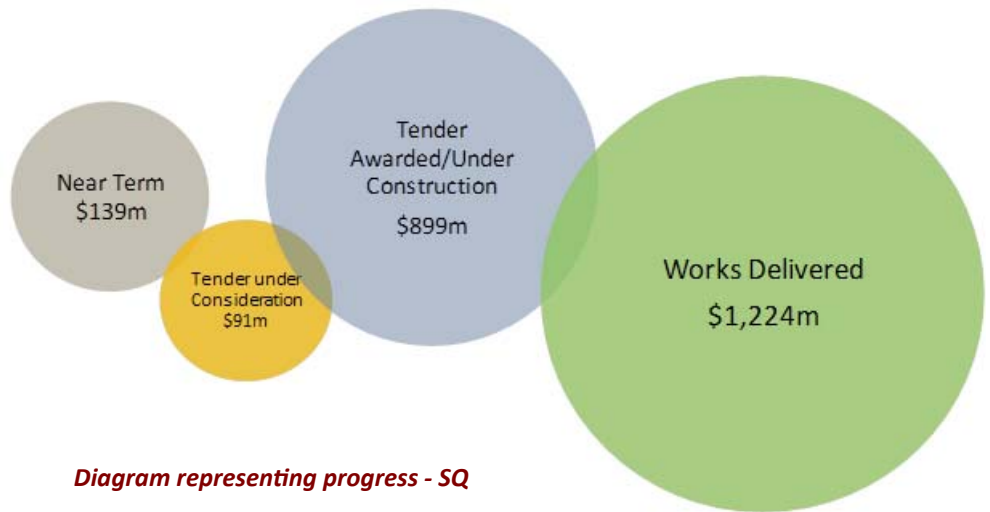 Near Term
$139m
Tender under
Consideration
$91m
Tender
Awarded/Under
Construction
$899m
Works Delivered
$1,224m
Diagram representing progress - SQ